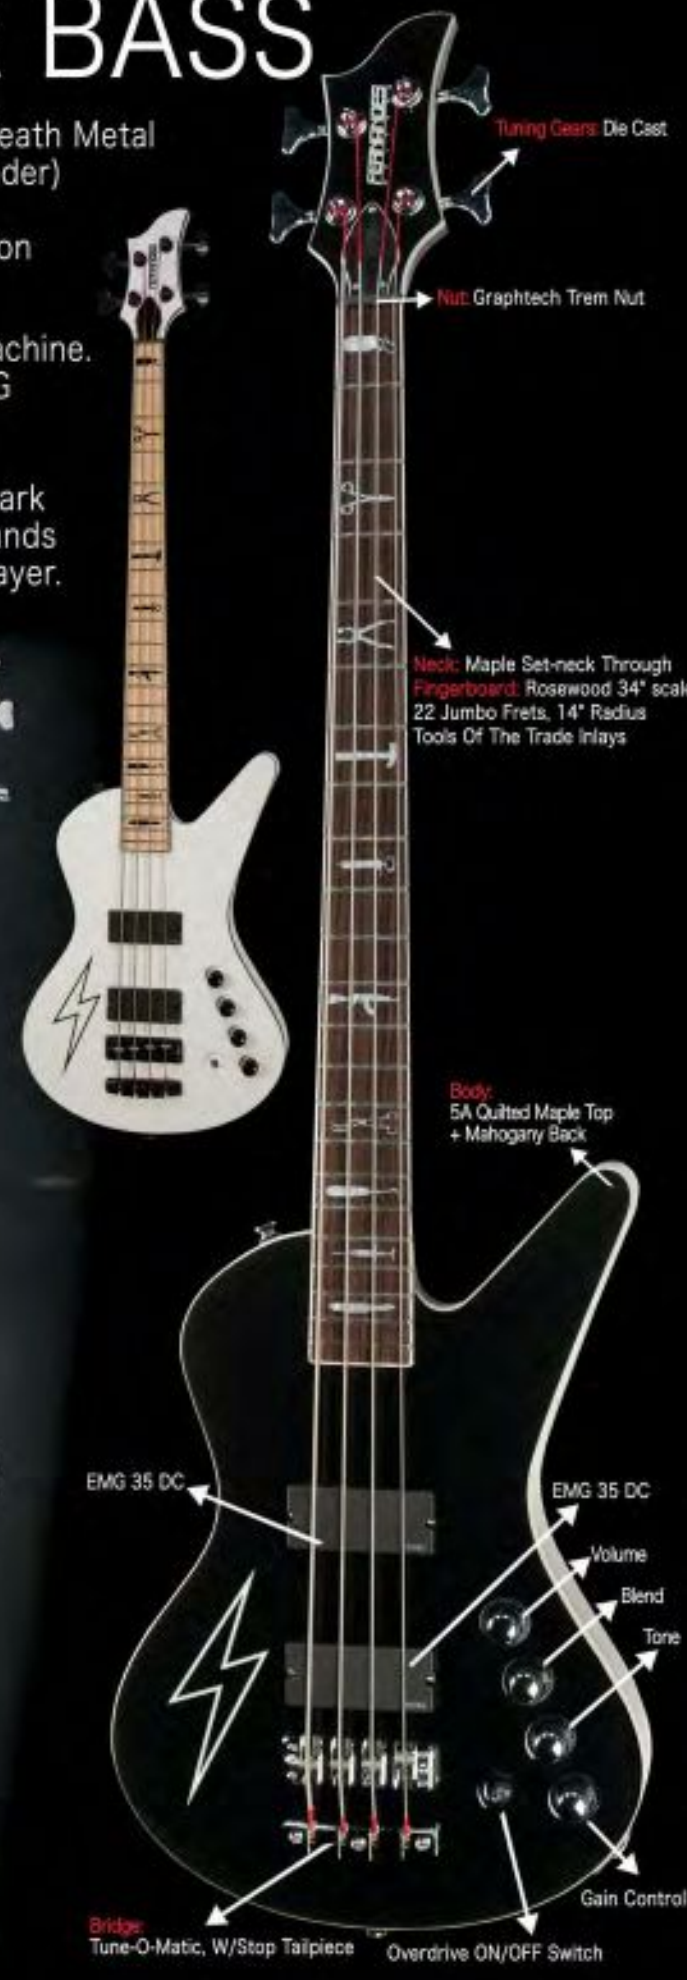 BASS
eath Metal
der)
on
achine.
G
ark
unds
ayer.
FERNANDES
Tuning Gears: Die Cast
Nut: Graphtech Trem Nut
Neck: Maple Set-neck Through
Fingerboard: Rosewood 34" scale
22 Jumbo Frets, 14" Radius
Tools Of The Trade Inlays
Body:
5A Quilted Maple Top
+ Mahogany Back
EMG 35 DC
EMG 35 DC
Volume
Blend
Tone
Gain Control
Bridge:
Tune-O-Matic, W/Stop Tailpiece
Overdrive ON/OFF Switch